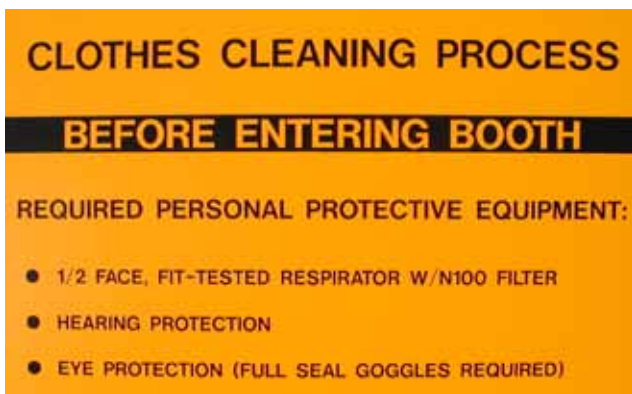 CLOTHES CLEANING PROCESS
BEFORE ENTERING BOOTH
REQUIRED PERSONAL PROTECTIVE EQUIPMENT:
● 1/2 FACE, FIT-TESTED RESPIRATOR W/N100 FILTER
● HEARING PROTECTION
● EYE PROTECTION (FULL SEAL GOGGLES REQUIRED)